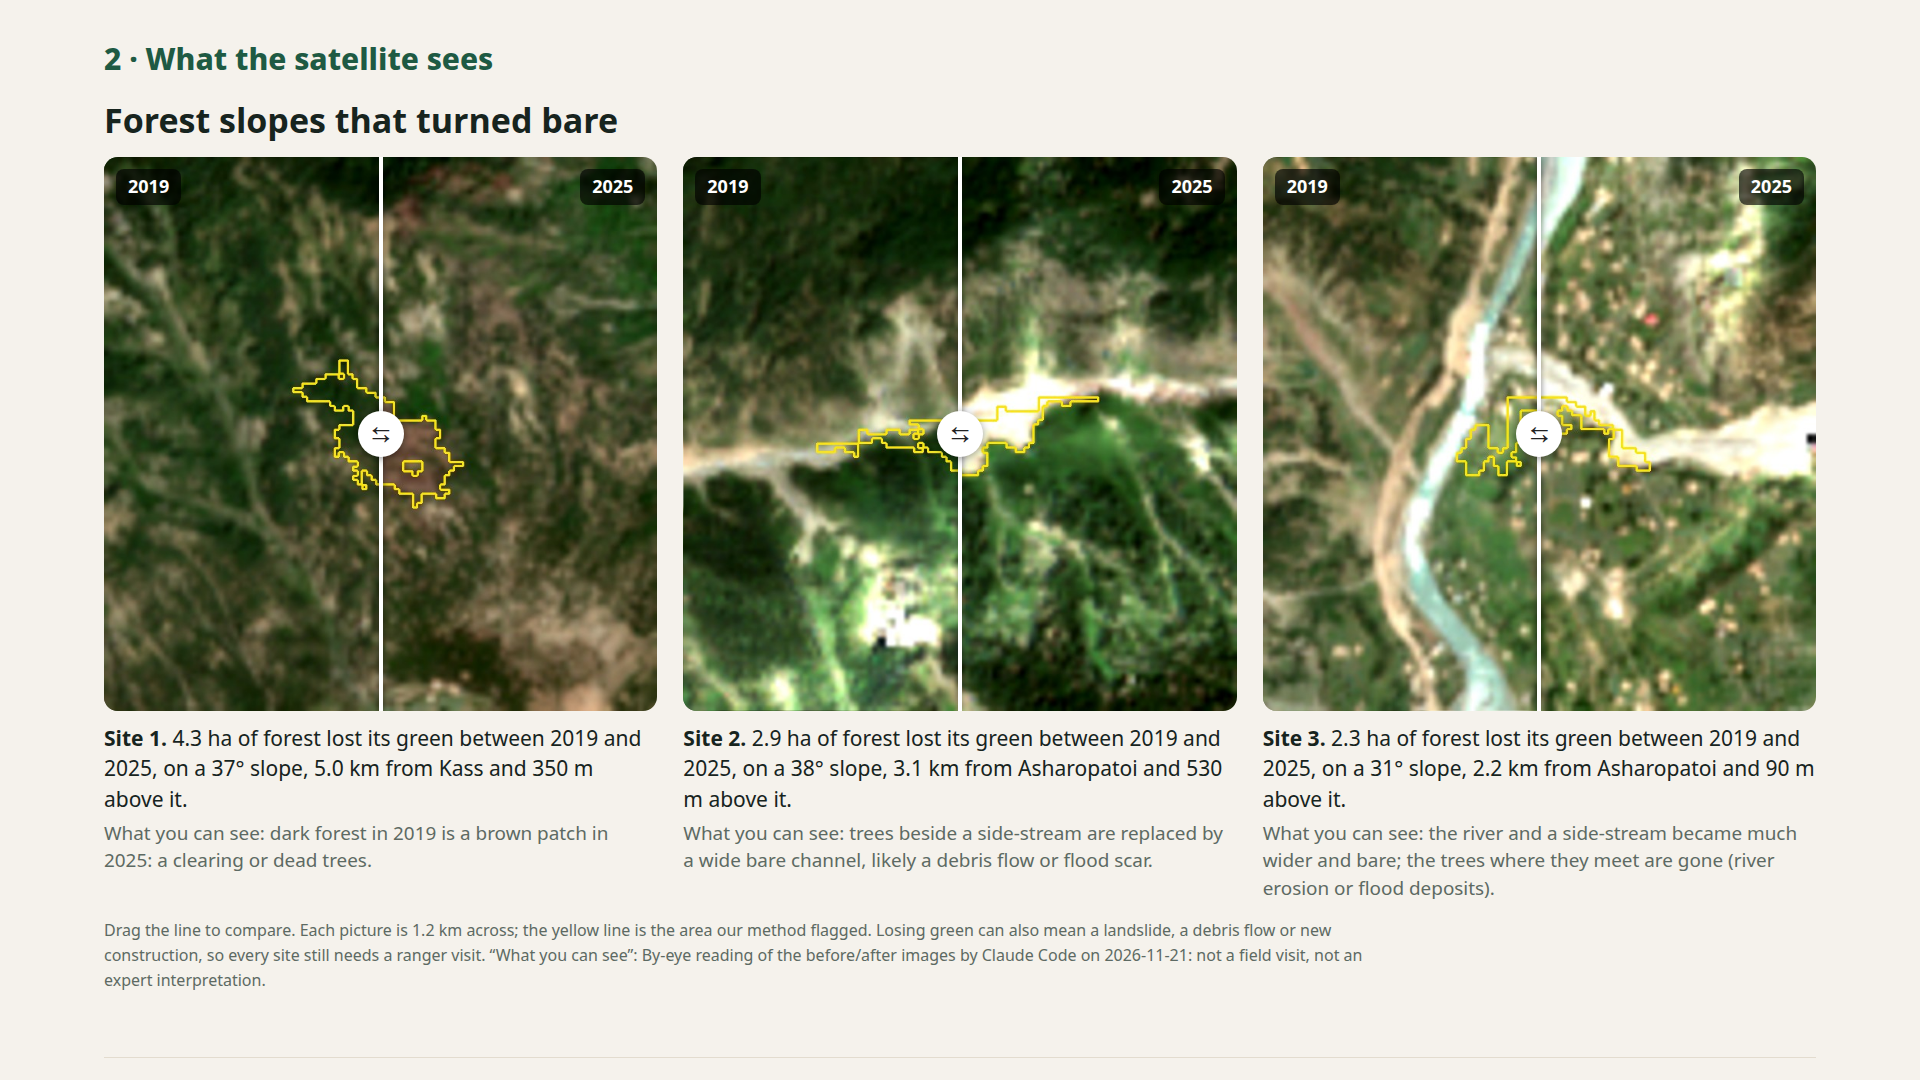 2 · What the satellite sees
Forest slopes that turned bare
2019
2025
2019
2025
2019
2025
Site 1. 4.3 ha of forest lost its green between 2019 and
2025, on a 37° slope, 5.0 km from Kass and 350 m
above it.
What you can see: dark forest in 2019 is a brown patch in
2025: a clearing or dead trees.
Site 2. 2.9 ha of forest lost its green between 2019 and
2025, on a 38° slope, 3.1 km from Asharopatoi and 530
m above it.
What you can see: trees beside a side-stream are replaced by
a wide bare channel, likely a debris flow or flood scar.
Site 3. 2.3 ha of forest lost its green between 2019 and
2025, on a 31° slope, 2.2 km from Asharopatoi and 90 m
above it.
What you can see: the river and a side-stream became much
wider and bare; the trees where they meet are gone (river
erosion or flood deposits).
Drag the line to compare. Each picture is 1.2 km across; the yellow line is the area our method flagged. Losing green can also mean a landslide, a debris flow or new
construction, so every site still needs a ranger visit. “What you can see”: By-eye reading of the before/after images by Claude Code on 2026-11-21: not a field visit, not an
expert interpretation.